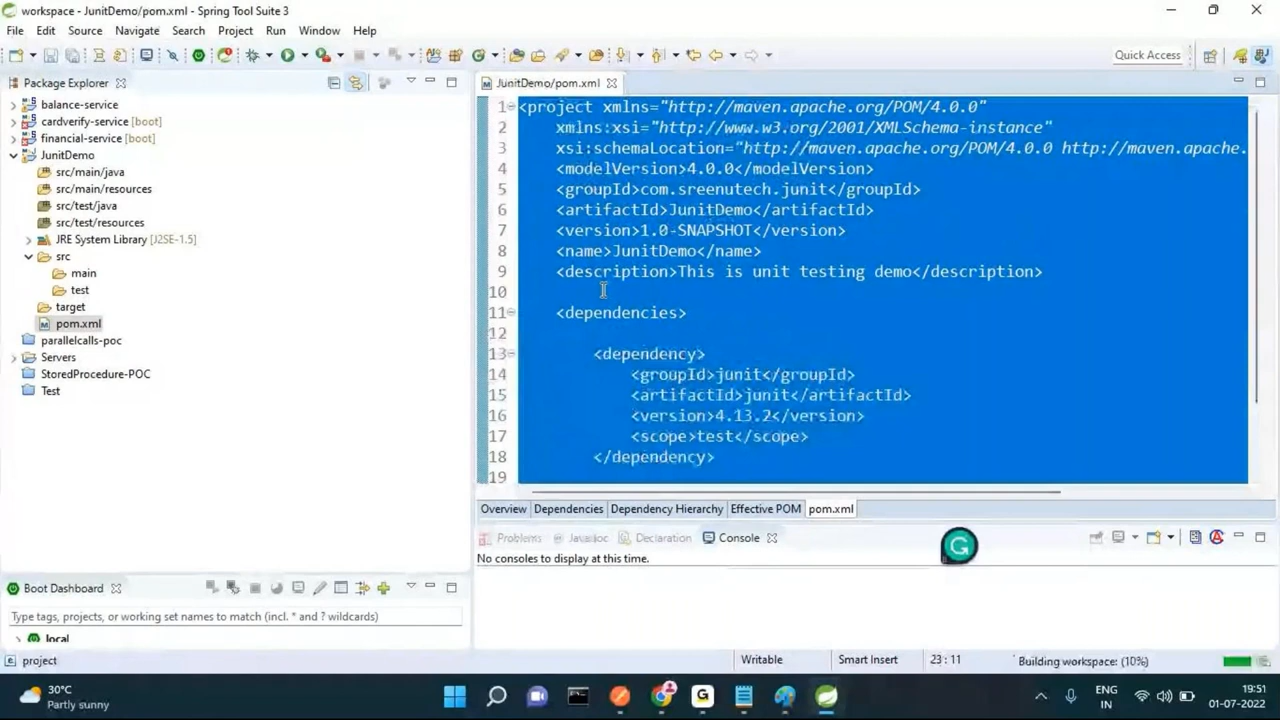 workspace - JunitDemo/pom.xml - Spring Tool Suite 3
File Edit Source Navigate Search Project Run Window Help
Quick Access
Package Explorer
balance-service
cardverify-service [boot]
financial-service [boot]
JunitDemo
src/main/java
src/main/resources
src/test/java
src/test/resources
JRE System Library [J2SE-1.5]
src
main
test
target
pom.xml
parallelcalls-poc
Servers
StoredProcedure-POC
Test
JunitDemo/pom.xml
1 <project xmlns="http://maven.apache.org/POM/4.0.0"
2 xmlns:xsi="http://www.w3.org/2001/XMLSchema-instance"
3 xsi:schemaLocation="http://maven.apache.org/POM/4.0.0 http://maven.apache.
4 <modelVersion>4.0.0</modelVersion>
5 <groupId>com.sreenutech.junit</groupId>
6 <artifactId>JunitDemo</artifactId>
7 <version>1.0-SNAPSHOT</version>
8 <name>JunitDemo</name>
9 <description>This is unit testing demo</description>
10
11 <dependencies>
12
13 <dependency>
14 <groupId>junit</groupId>
15 <artifactId>junit</artifactId>
16 <version>4.13.2</version>
17 <scope>test</scope>
18 </dependency>
19
Overview Dependencies Dependency Hierarchy Effective POM pom.xml
Problems Javadoc Declaration Console
No consoles to display at this time.
Boot Dashboard
Type tags, projects, or working set names to match (incl. * and ? wildcards)
local
project
Writable Smart Insert 23 : 11 Building workspace: (10%)
30°C
Partly sunny
ENG
IN
19:51
01-07-2022